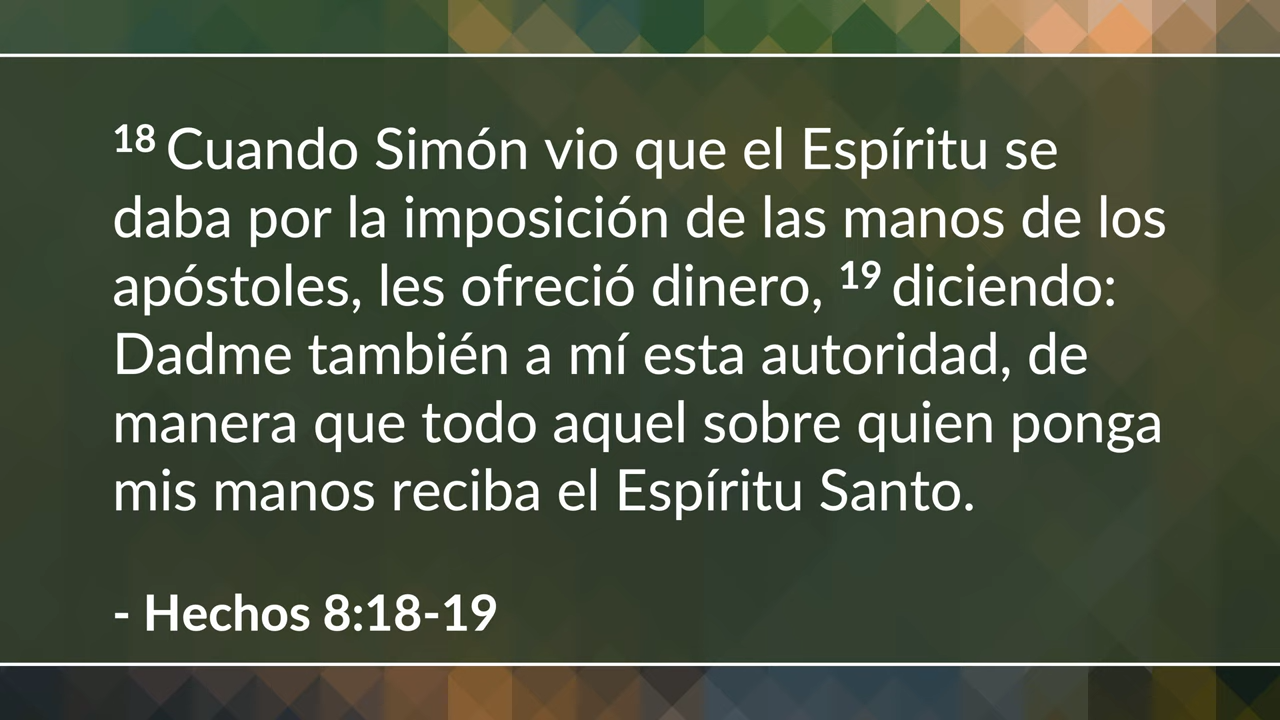 18 Cuando Simón vio que el Espíritu se
daba por la imposición de las manos de los
apóstoles, les ofreció dinero, 19 diciendo:
Dadme también a mí esta autoridad, de
manera que todo aquel sobre quien ponga
mis manos reciba el Espíritu Santo.
- Hechos 8:18-19